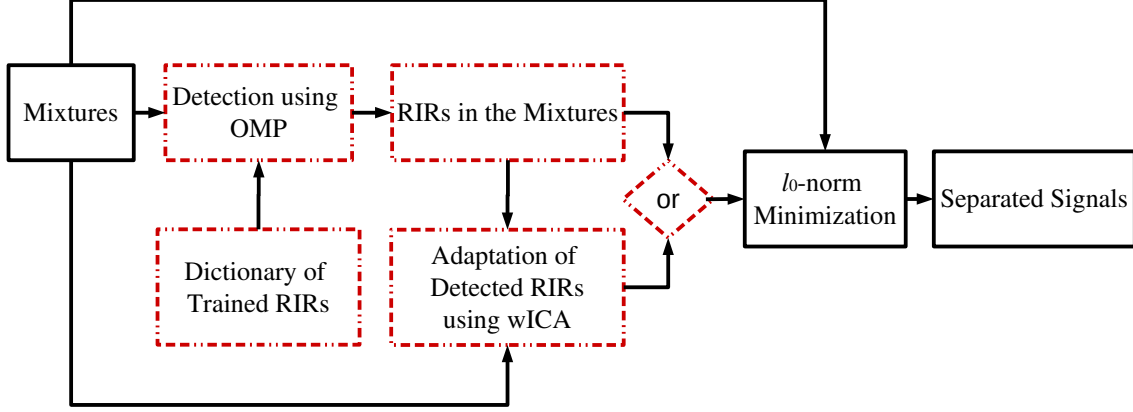 Mixtures
Detection using
OMP
RIRs in the Mixtures
Dictionary of
Trained RIRs
Adaptation of
Detected RIRs
using wICA
or
l0-norm
Minimization
Separated Signals